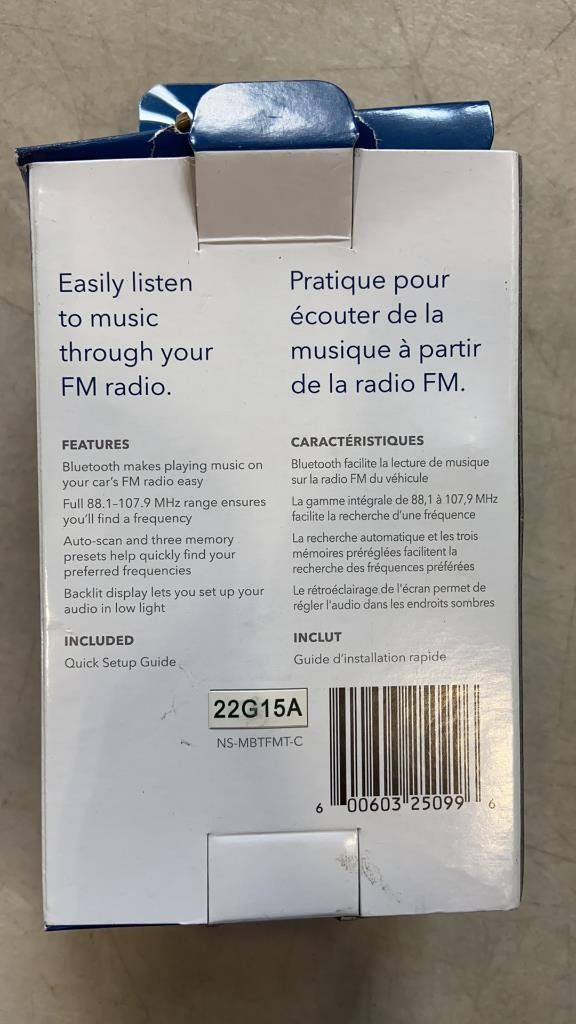 Easily listen
to music
through your
FM radio.
FEATURES
Bluetooth makes playing music on
your car's FM radio easy
Full 88.1–107.9 MHz range ensures
you'll find a frequency
Auto-scan and three memory
presets help quickly find your
preferred frequencies
Backlit display lets you set up your
audio in low light
INCLUDED
Quick Setup Guide
Pratique pour
écouter de la
musique à partir
de la radio FM.
CARACTÉRISTIQUES
Bluetooth facilite la lecture de musique
sur la radio FM du véhicule
La gamme intégrale de 88,1 à 107,9 MHz
facilite la recherche d'une fréquence
La recherche automatique et les trois
mémoires préréglées facilitent la
recherche des fréquences préférées
Le rétroéclairage de l'écran permet de
régler l'audio dans les endroits sombres
INCLUT
Guide d'installation rapide
22G15A
NS-MBTFMT-C
6 00603 25099 6